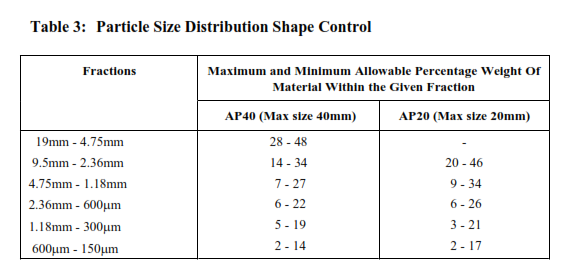 Table 3: Particle Size Distribution Shape Control
Fractions
Maximum and Minimum Allowable Percentage Weight Of
Material Within the Given Fraction
AP40 (Max size 40mm) AP20 (Max size 20mm)
19mm - 4.75mm 28 - 48 -
9.5mm - 2.36mm 14 - 34 20 - 46
4.75mm - 1.18mm 7 - 27 9 - 34
2.36mm - 600μm 6 - 22 6 - 26
1.18mm - 300μm 5 - 19 3 - 21
600μm - 150μm 2 - 14 2 - 17